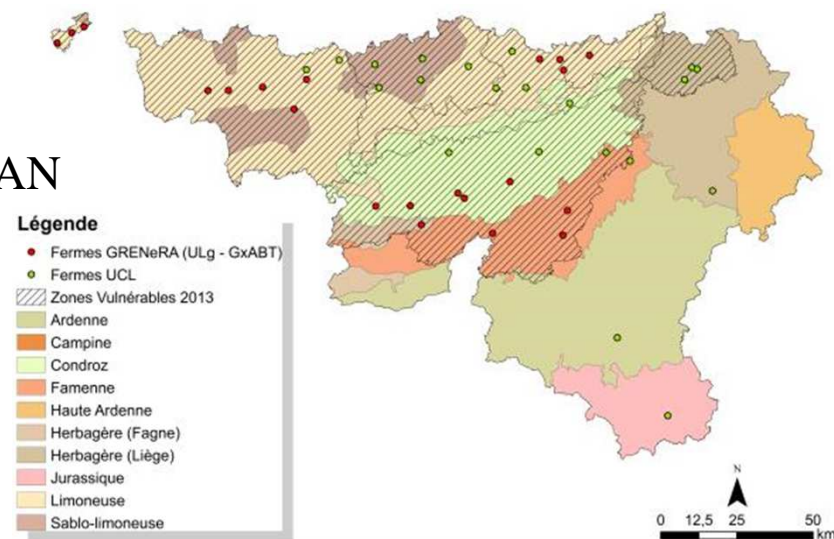 AN
Légende
Fermes GRENeRA (ULg - GxABT)
Fermes UCL
Zones Vulnérables 2013
Ardenne
Campine
Condroz
Famenne
Haute Ardenne
Herbagère (Fagne)
Herbagère (Liège)
Jurassique
Limoneuse
Sablo-limoneuse
N
0 12,5 25 50
km